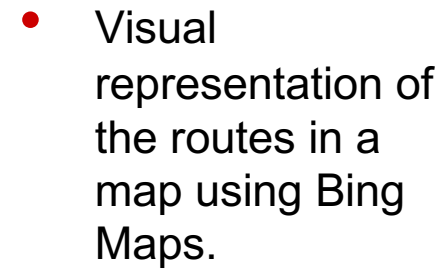 • Visual
representation of
the routes in a
map using Bing
Maps.